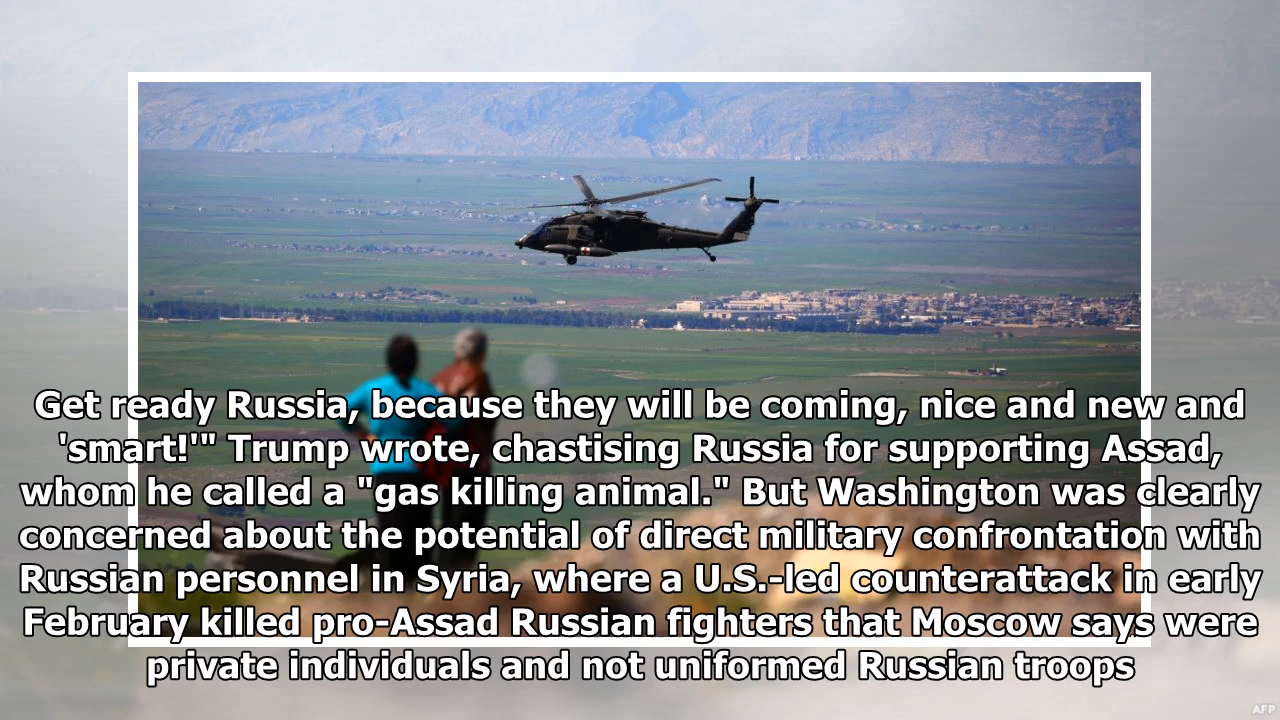 Get ready Russia, because they will be coming, nice and new and
'smart!'" Trump wrote, chastising Russia for supporting Assad,
whom he called a "gas killing animal." But Washington was clearly
concerned about the potential of direct military confrontation with
Russian personnel in Syria, where a U.S.-led counterattack in early
February killed pro-Assad Russian fighters that Moscow says were
private individuals and not uniformed Russian troops
AFP